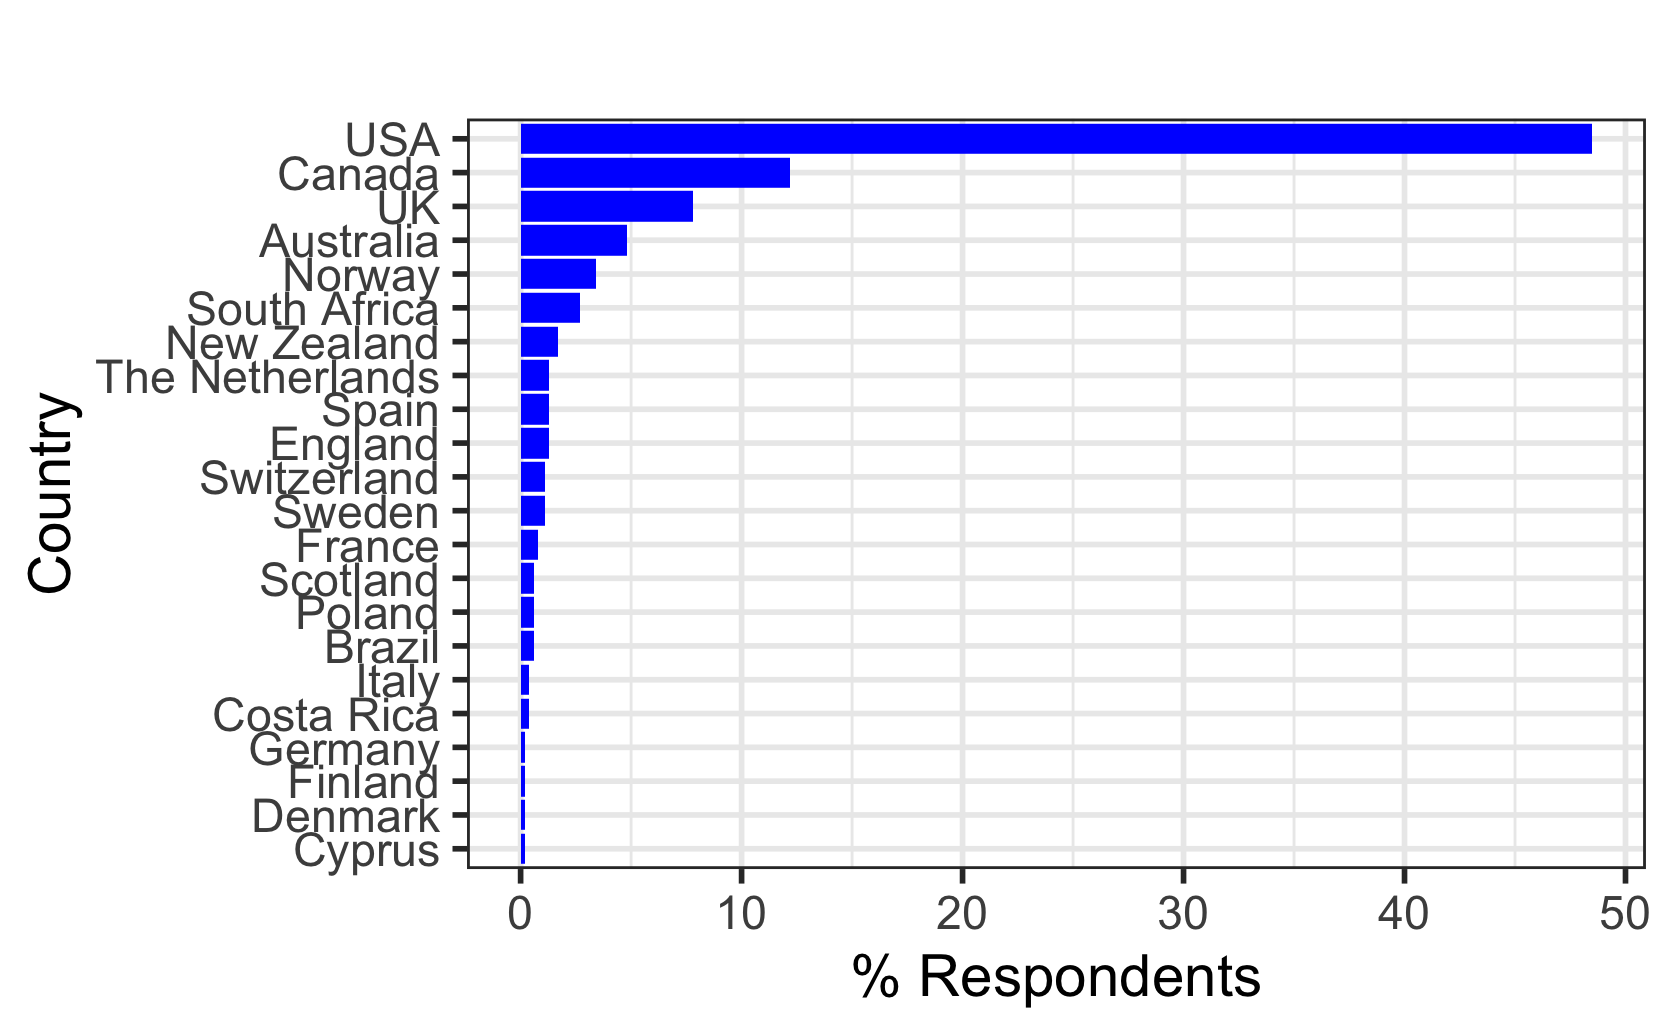 USA
Canada
UK
Australia
Norway
South Africa
New Zealand
The Netherlands
Spain
England
Switzerland
Sweden
France
Scotland
Poland
Brazil
Italy
Costa Rica
Germany
Finland
Denmark
Cyprus
Country
0 10 20 30 40 50
% Respondents